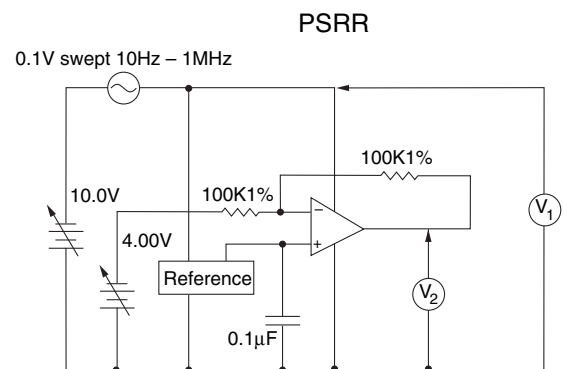 PSRR
0.1V swept 10Hz – 1MHz
100K1%
10.0V
100K1%
V1
4.00V
−
+
Reference
V2
0.1µF